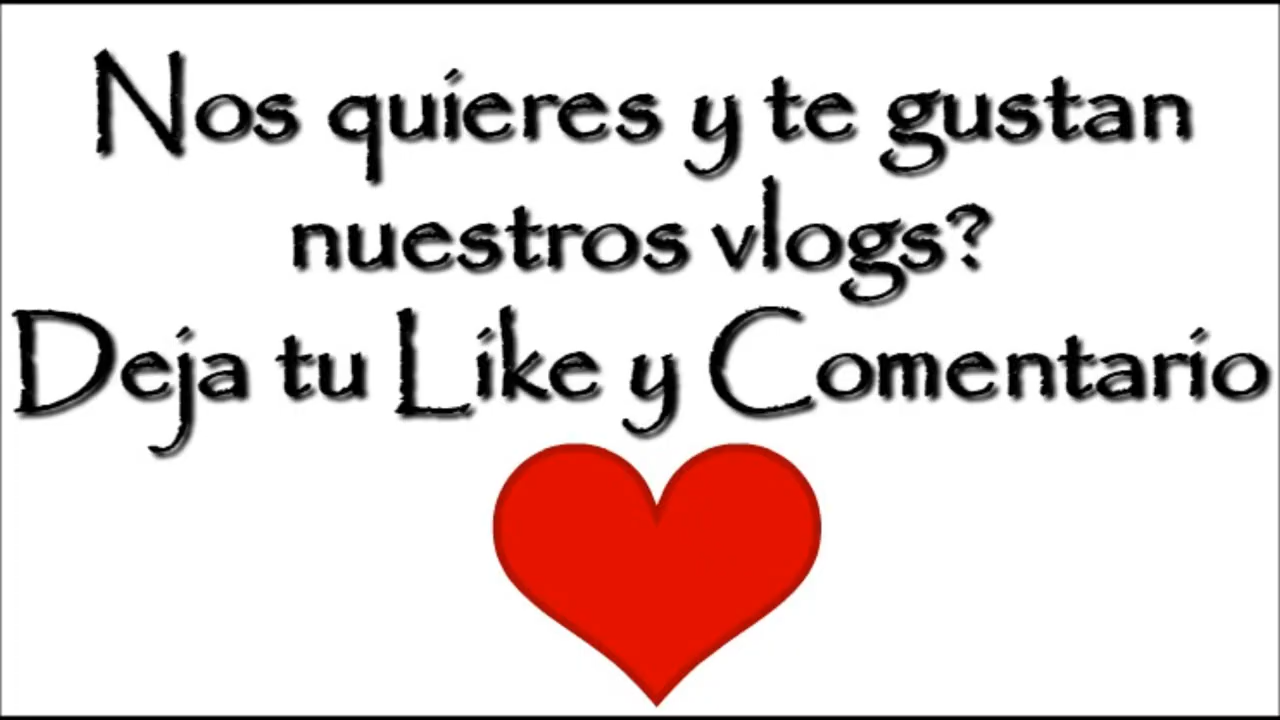 Nos quieres y te gustan
nuestros vlogs?
Deja tu Like y Comentario